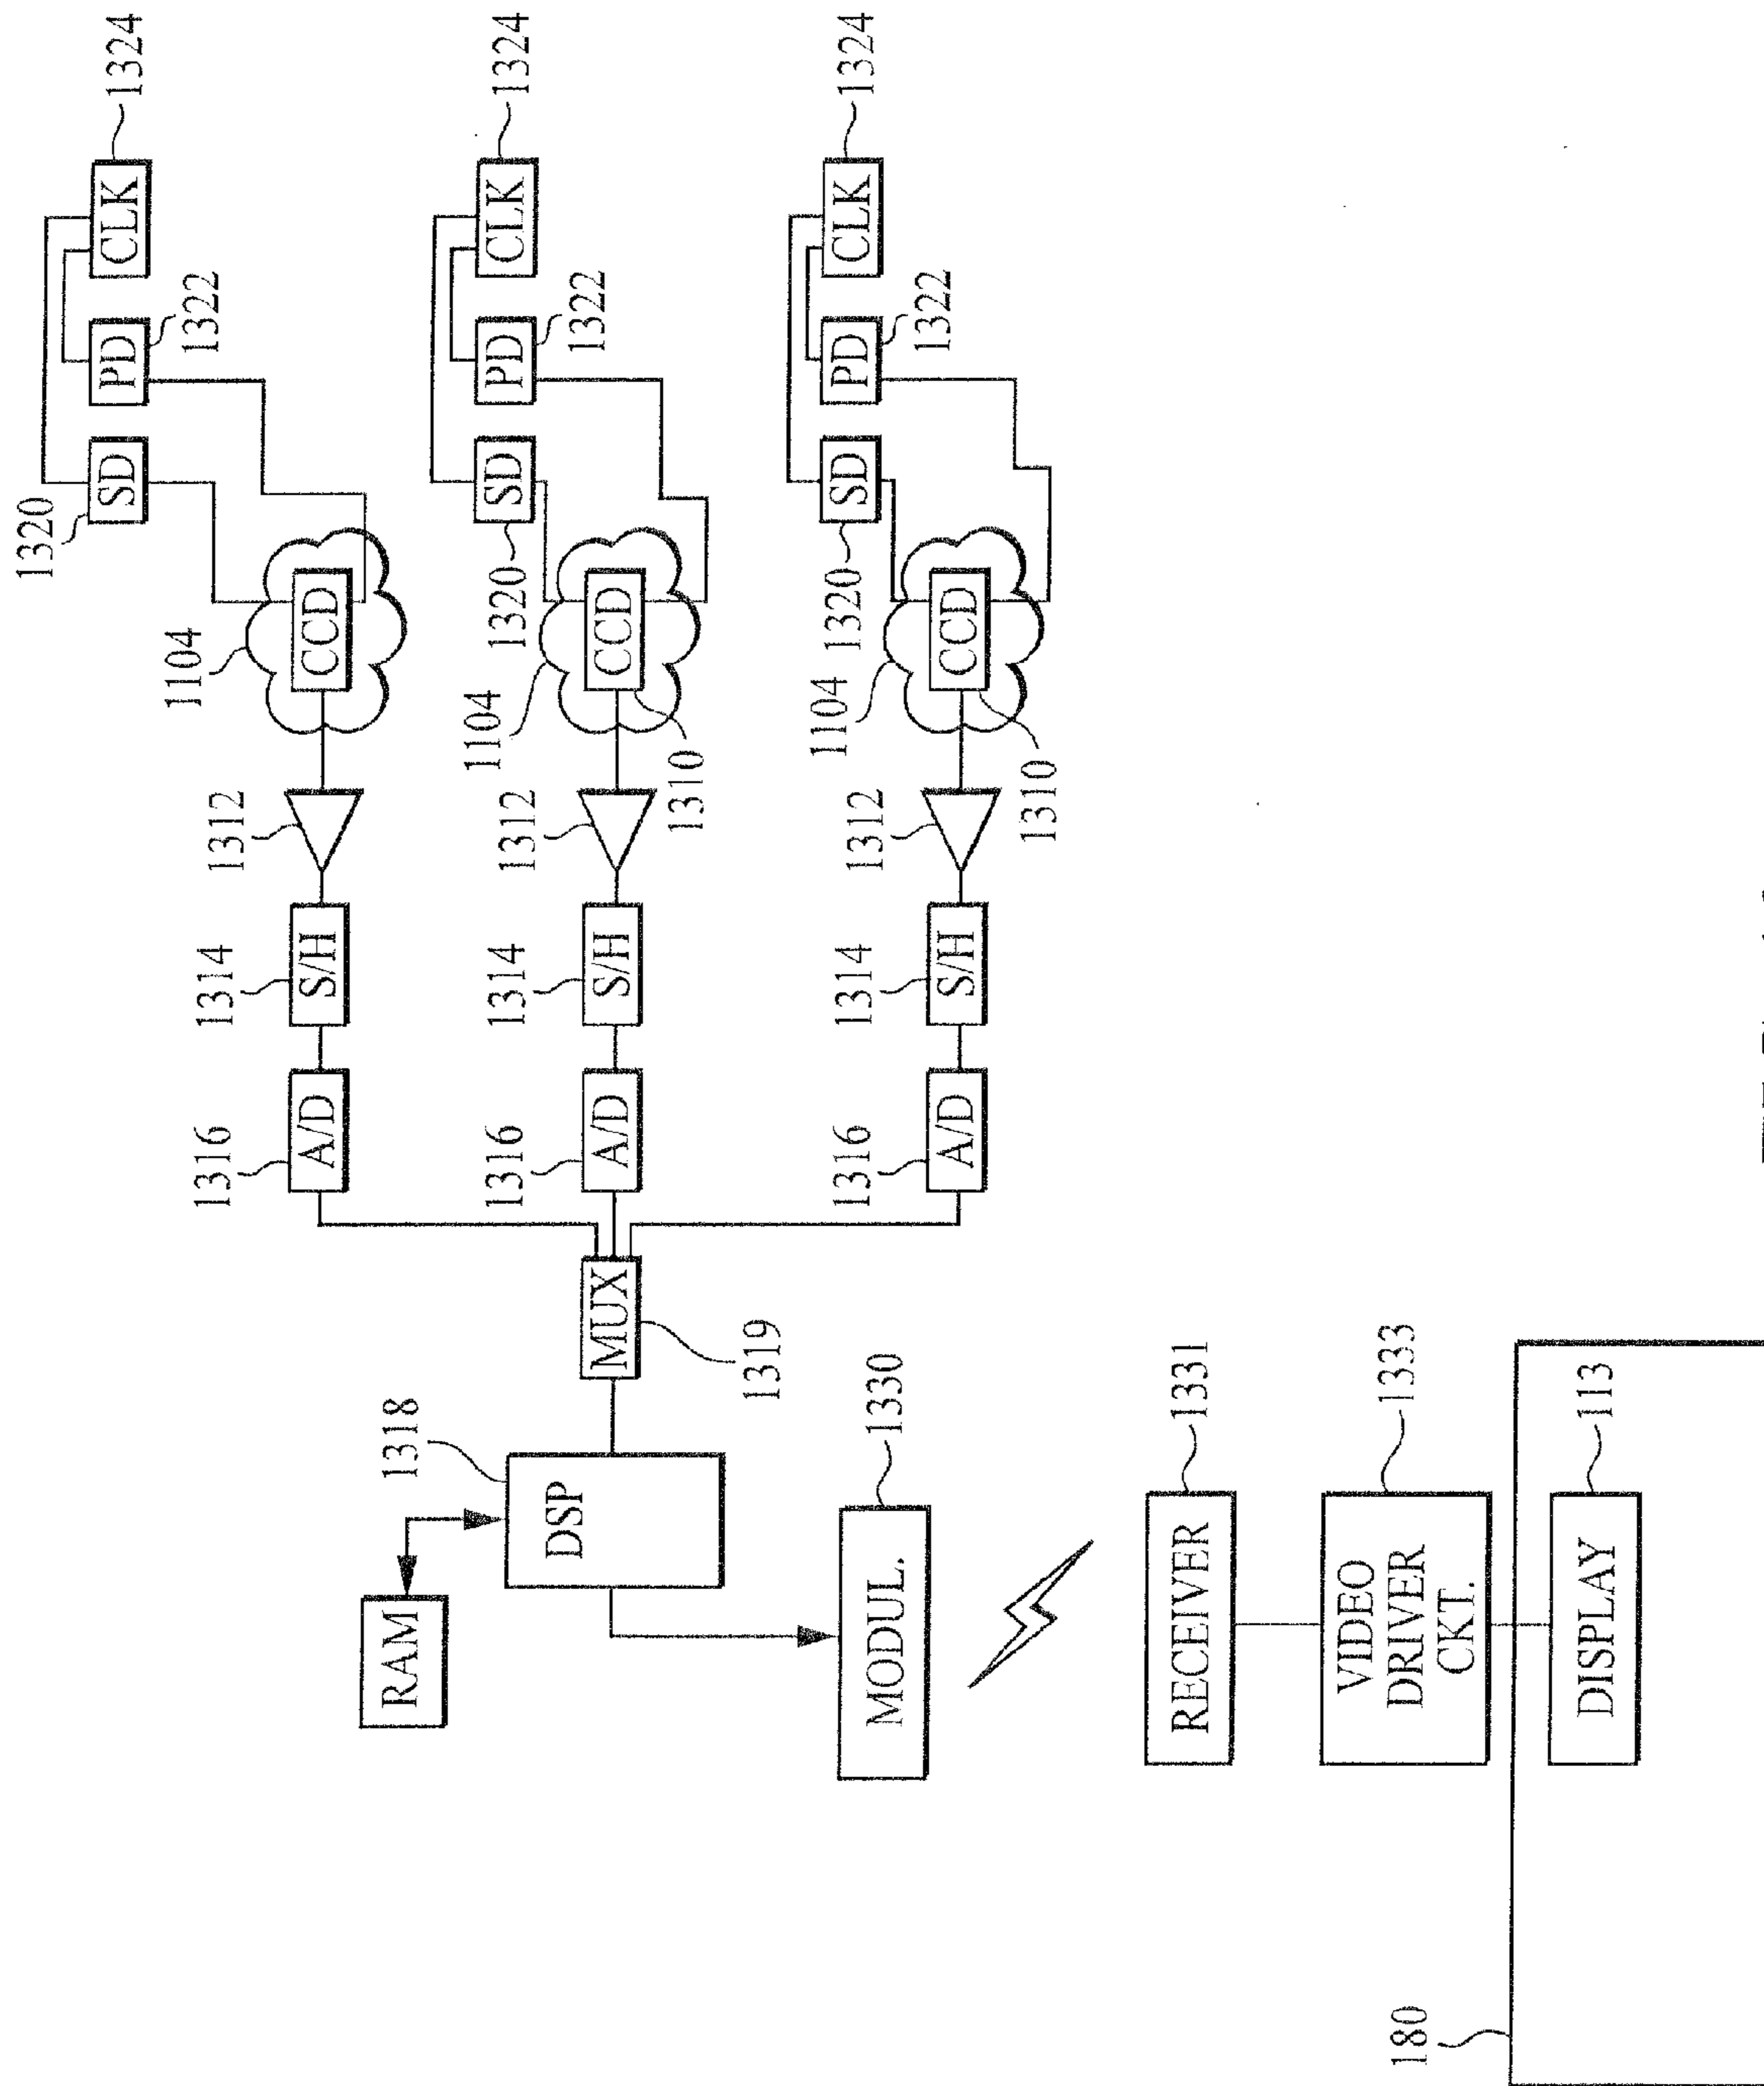 1324
CLK
1322
PD
1320
SD
1104
CCD
1312
1314
S/H
1316
A/D
1324
CLK
1322
PD
1320
SD
1104
CCD
1310
1312
1314
S/H
1316
A/D
1324
CLK
1322
PD
1320
SD
1104
CCD
1310
1312
1314
S/H
1316
A/D
MUX
1319
1318
DSP
RAM
MODUL.
1330
RECEIVER
1331
VIDEO
DRIVER
CKT.
1333
DISPLAY
113
180